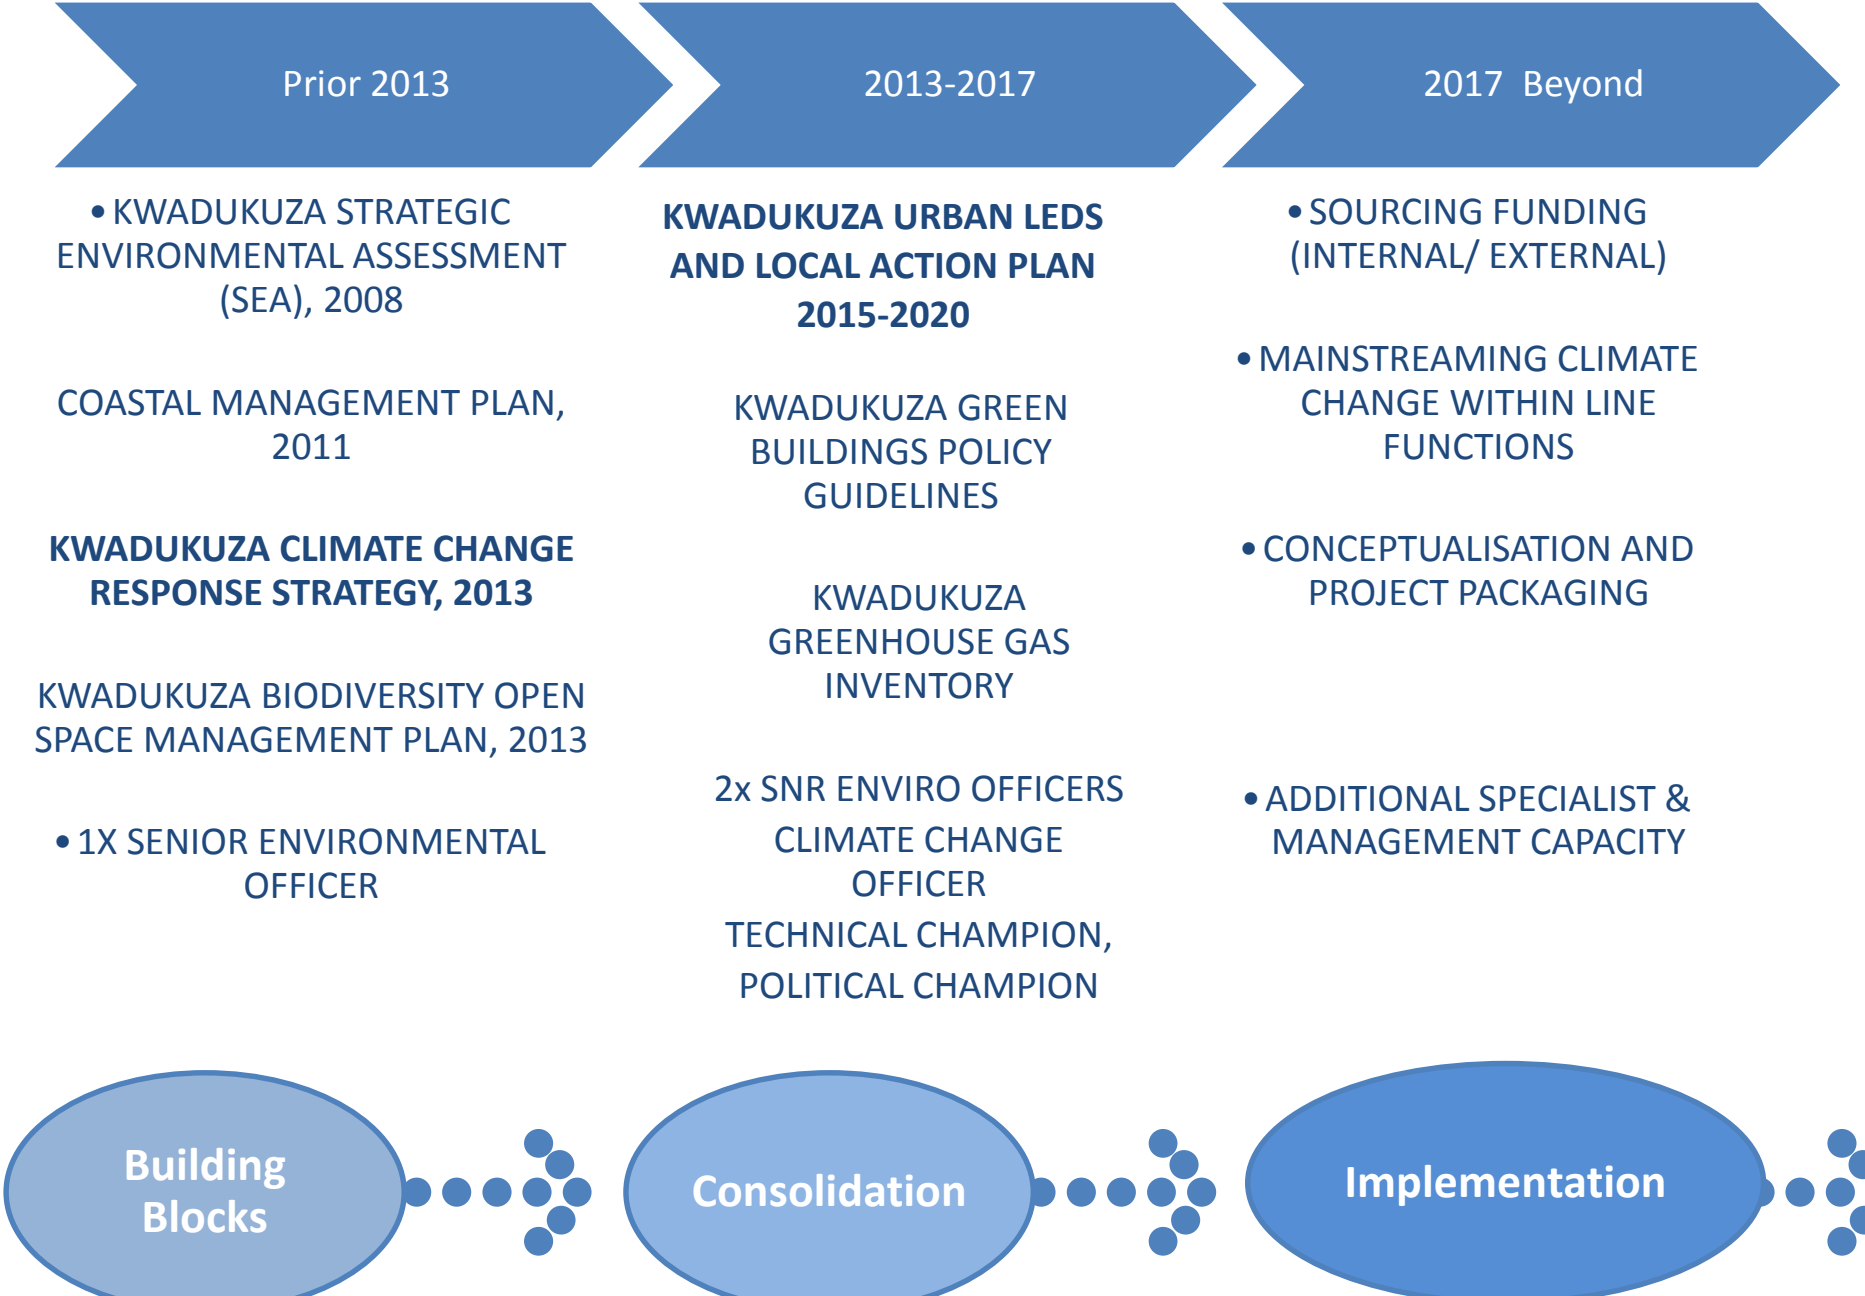 Prior 2013
2013-2017
2017 Beyond
•KWADUKUZA STRATEGIC
ENVIRONMENTAL ASSESSMENT
(SEA), 2008
COASTAL MANAGEMENT PLAN,
2011
KWADUKUZA CLIMATE CHANGE
RESPONSE STRATEGY, 2013
KWADUKUZA BIODIVERSITY OPEN
SPACE MANAGEMENT PLAN, 2013
•1X SENIOR ENVIRONMENTAL
OFFICER
KWADUKUZA URBAN LEDS
AND LOCAL ACTION PLAN
2015-2020
KWADUKUZA GREEN
BUILDINGS POLICY
GUIDELINES
KWADUKUZA
GREENHOUSE GAS
INVENTORY
2x SNR ENVIRO OFFICERS
CLIMATE CHANGE
OFFICER
TECHNICAL CHAMPION,
POLITICAL CHAMPION
•SOURCING FUNDING
(INTERNAL/ EXTERNAL)
•MAINSTREAMING CLIMATE
CHANGE WITHIN LINE
FUNCTIONS
•CONCEPTUALISATION AND
PROJECT PACKAGING
•ADDITIONAL SPECIALIST &
MANAGEMENT CAPACITY
Building
Blocks
Consolidation
Implementation